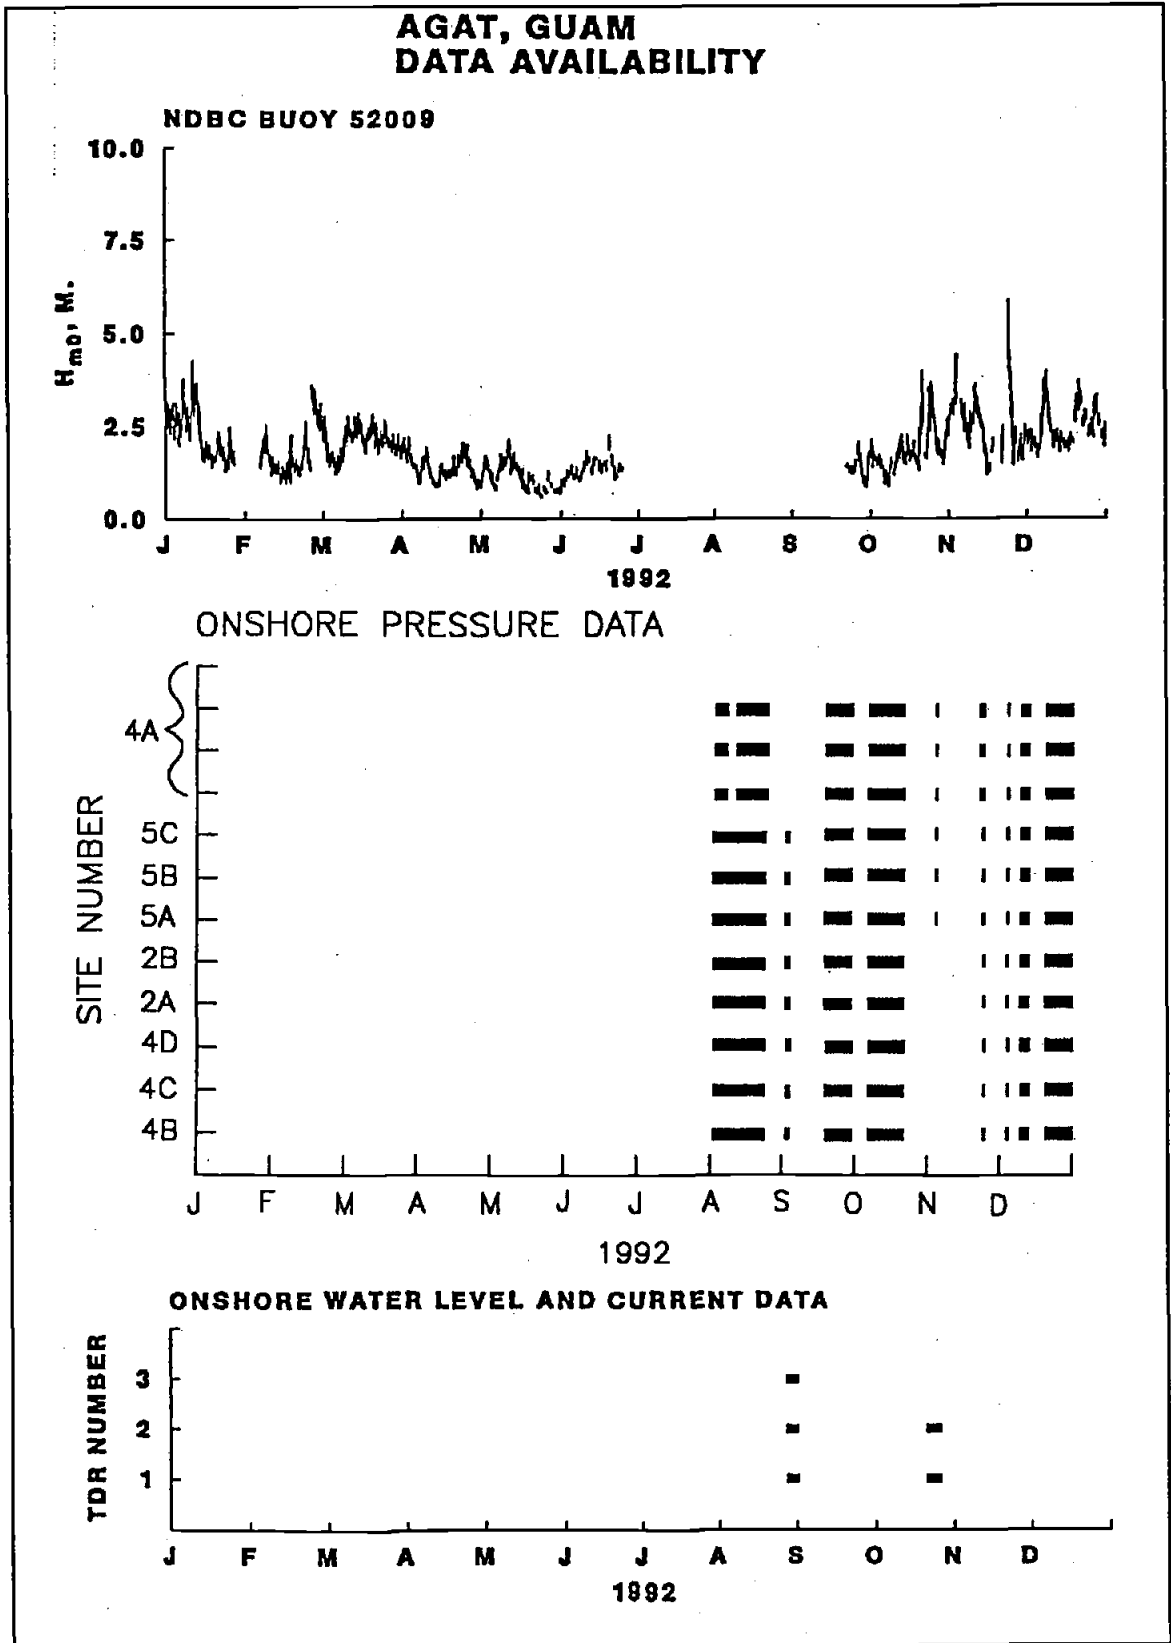 AGAT, GUAM
DATA AVAILABILITY
NDBC BUOY 52009
10.0
7.5
5.0
2.5
0.0
Hm0, M.
J F M A M J J A S O N D
1992
ONSHORE PRESSURE DATA
4A
5C
5B
5A
2B
2A
4D
4C
4B
SITE NUMBER
J F M A M J J A S O N D
1992
ONSHORE WATER LEVEL AND CURRENT DATA
3
2
1
TDR NUMBER
J F M A M J J A S O N D
1992